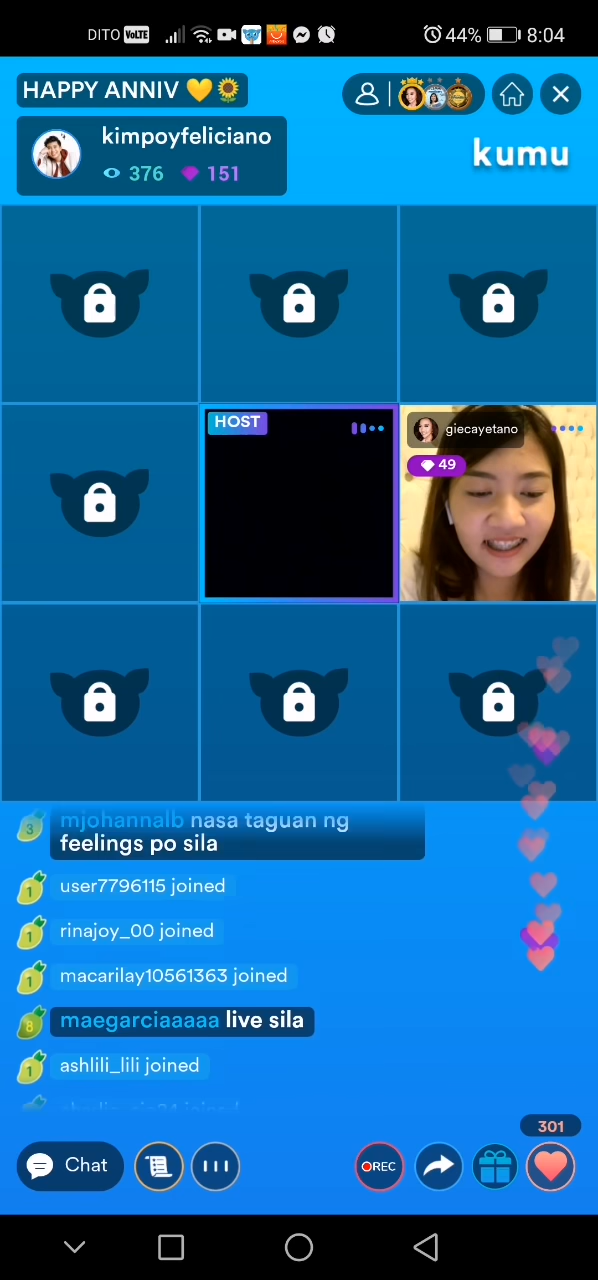 DITO VoLTE 44% 8:04
HAPPY ANNIV 💛🌻
kimpoyfeliciano
376 151
kumu
HOST
giecayetano
49
3 mjohannalb nasa taguan ng
feelings po sila
1 user7796115 joined
1 rinajoy_00 joined
1 macarilay10561363 joined
8 maegarciaaaaa live sila
1 ashlili_lili joined
301
Chat
REC